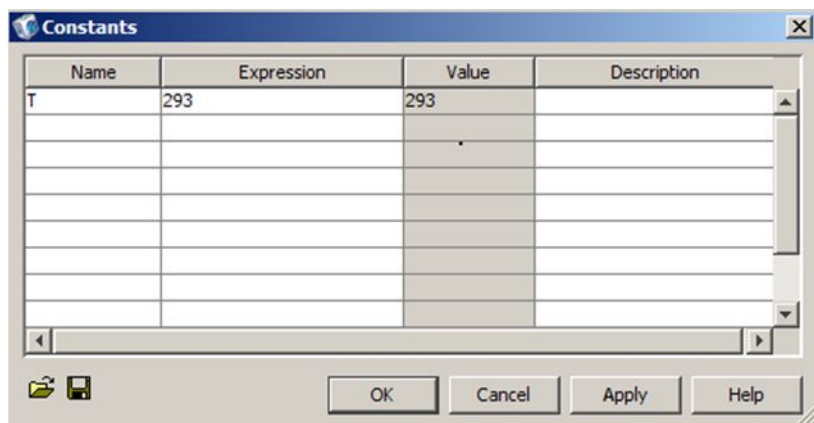 Constants
Name Expression Value Description
T 293 293
OK Cancel Apply Help